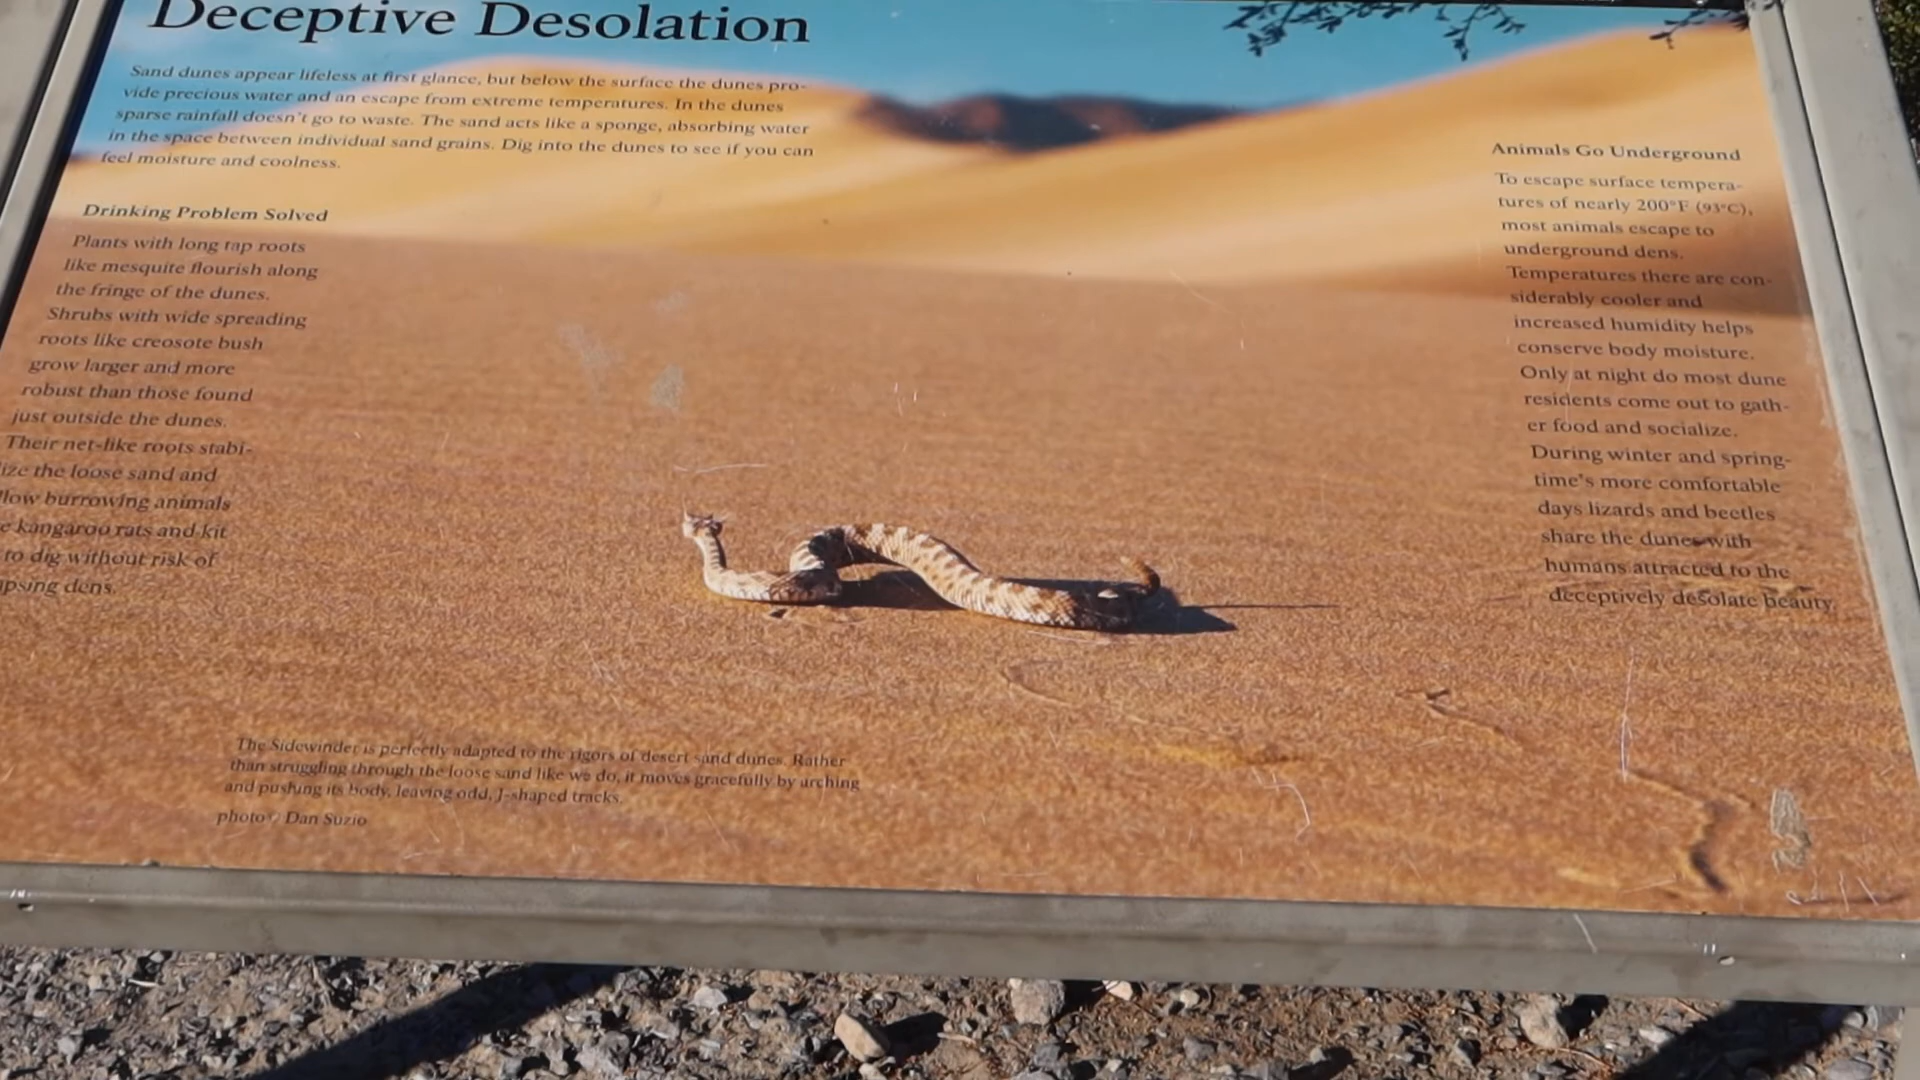 Deceptive Desolation
Sand dunes appear lifeless at first glance, but below the surface the dunes pro-
vide precious water and an escape from extreme temperatures. In the dunes
sparse rainfall doesn't go to waste. The sand acts like a sponge, absorbing water
in the space between individual sand grains. Dig into the dunes to see if you can
feel moisture and coolness.
Drinking Problem Solved
Plants with long tap roots
like mesquite flourish along
the fringe of the dunes.
Shrubs with wide spreading
roots like creosote bush
grow larger and more
robust than those found
just outside the dunes.
Their net-like roots stabi-
ize the loose sand and
llow burrowing animals
e kangaroo rats and kit
to dig without risk of
psing dens.
Animals Go Underground
To escape surface tempera-
tures of nearly 200°F (93°C),
most animals escape to
underground dens.
Temperatures there are con-
siderably cooler and
increased humidity helps
conserve body moisture.
Only at night do most dune
residents come out to gath-
er food and socialize.
During winter and spring-
time's more comfortable
days lizards and beetles
share the dunes with
humans attracted to the
deceptively desolate beauty.
The Sidewinder is perfectly adapted to the rigors of desert sand dunes. Rather
than struggling through the loose sand like we do, it moves gracefully by arching
and pushing its body, leaving odd, J-shaped tracks.
photo © Dan Suzio